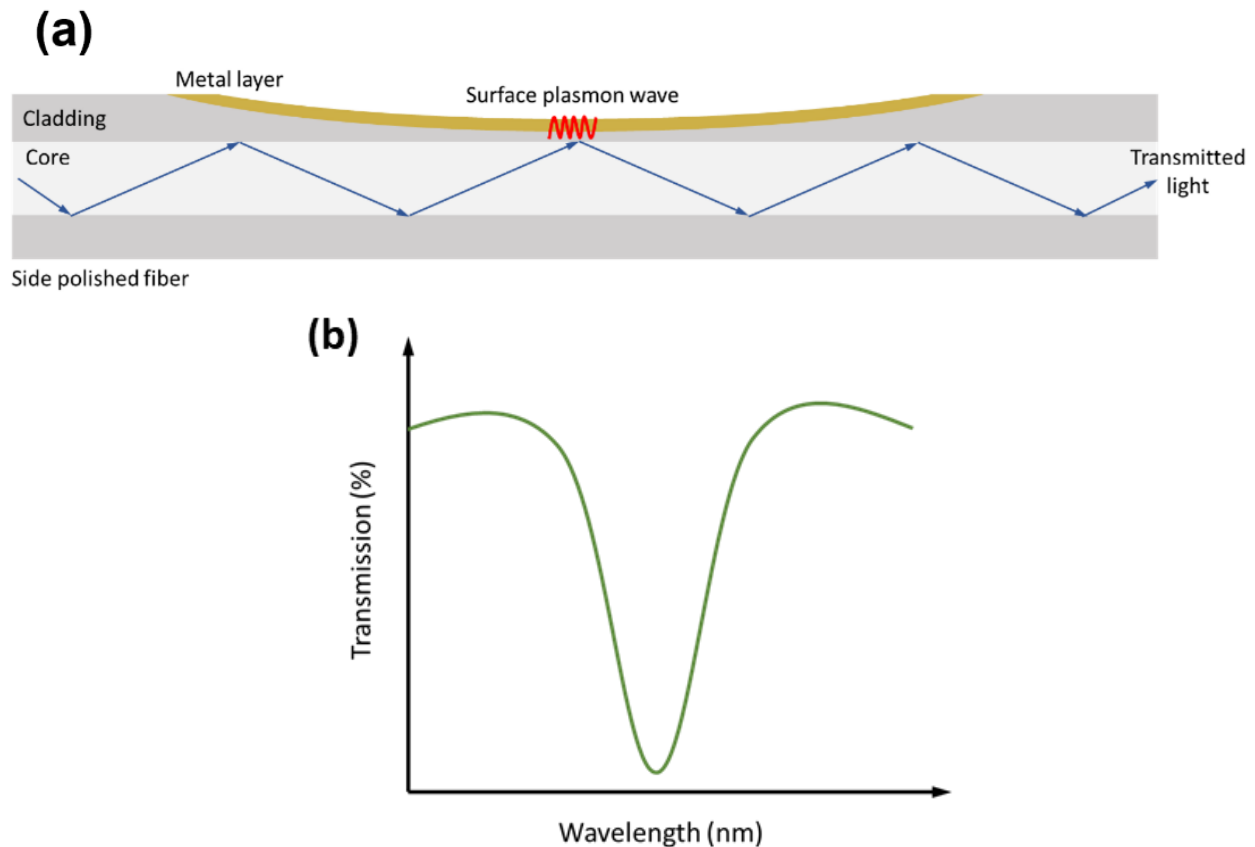 (a)
Metal layer
Surface plasmon wave
Cladding
Core
Transmitted
light
Side polished fiber
(b)
Transmission (%)
Wavelength (nm)